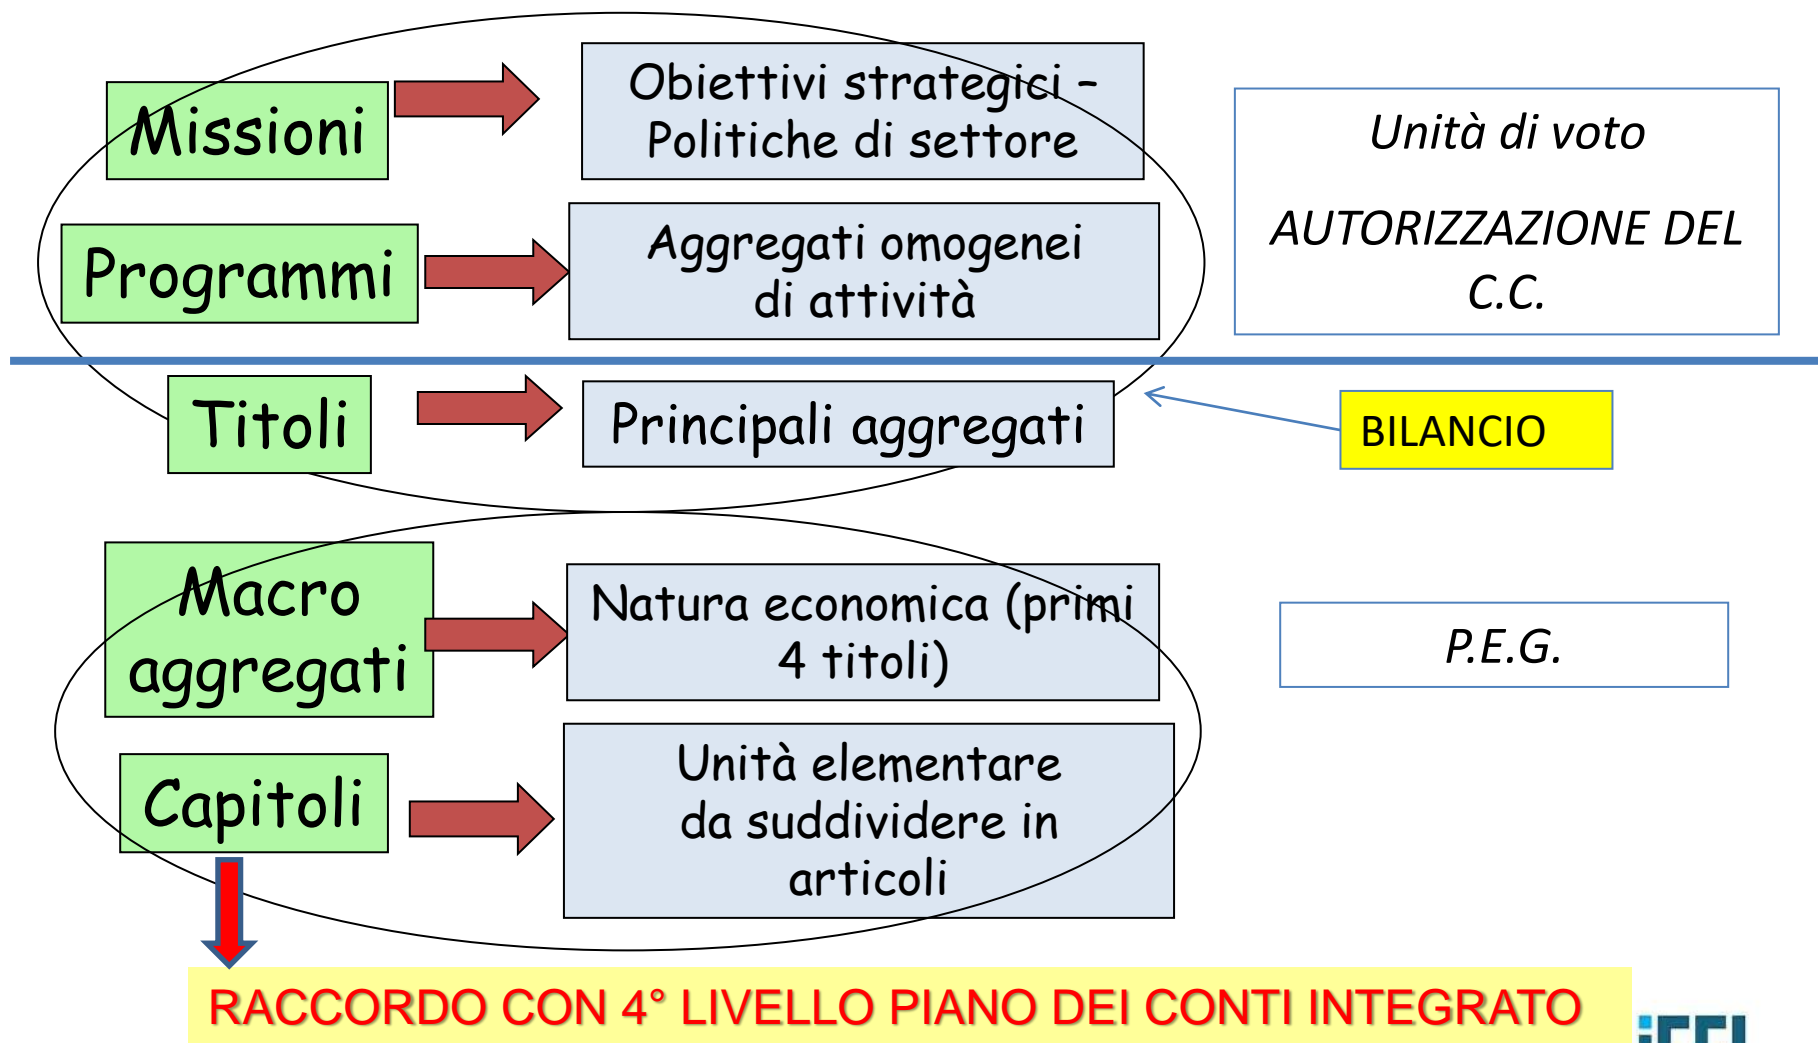 Missioni
Obiettivi strategici –
Politiche di settore
Unità di voto
AUTORIZZAZIONE DEL
C.C.
Programmi
Aggregati omogenei
di attività
Titoli
Principali aggregati
BILANCIO
Macro
aggregati
Natura economica (primi
4 titoli)
P.E.G.
Capitoli
Unità elementare
da suddividere in
articoli
RACCORDO CON 4° LIVELLO PIANO DEI CONTI INTEGRATO